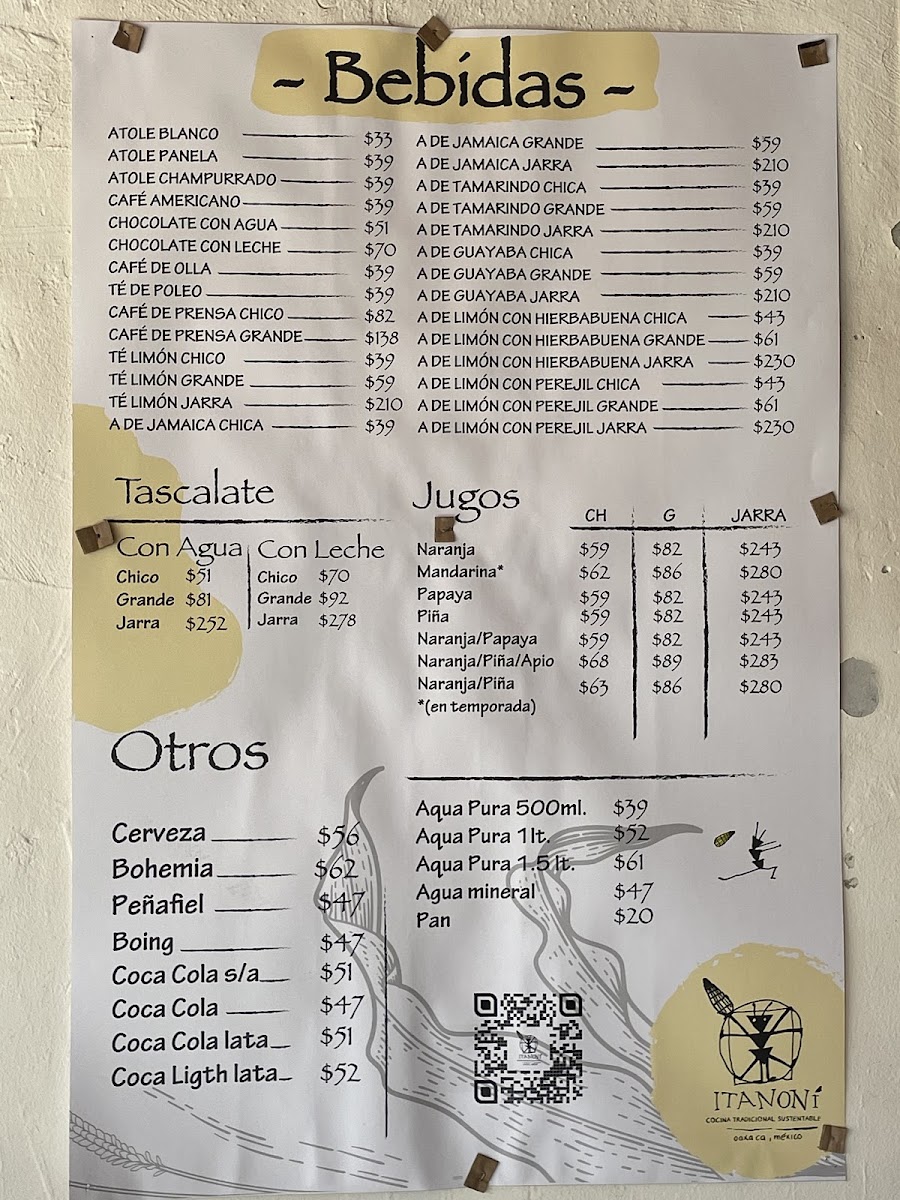 - Bebidas -
ATOLE BLANCO $33
ATOLE PANELA $39
ATOLE CHAMPURRADO $39
CAFÉ AMERICANO $39
CHOCOLATE CON AGUA $51
CHOCOLATE CON LECHE $70
CAFÉ DE OLLA $39
TÉ DE POLEO $39
CAFÉ DE PRENSA CHICO $82
CAFÉ DE PRENSA GRANDE $138
TÉ LIMÓN CHICO $39
TÉ LIMÓN GRANDE $59
TÉ LIMÓN JARRA $210
A DE JAMAICA CHICA $39
A DE JAMAICA GRANDE $59
A DE JAMAICA JARRA $210
A DE TAMARINDO CHICA $39
A DE TAMARINDO GRANDE $59
A DE TAMARINDO JARRA $210
A DE GUAYABA CHICA $39
A DE GUAYABA GRANDE $59
A DE GUAYABA JARRA $210
A DE LIMÓN CON HIERBABUENA CHICA $43
A DE LIMÓN CON HIERBABUENA GRANDE $61
A DE LIMÓN CON HIERBABUENA JARRA $230
A DE LIMÓN CON PEREJIL CHICA $43
A DE LIMÓN CON PEREJIL GRANDE $61
A DE LIMÓN CON PEREJIL JARRA $230
Tascalate
Con Agua
Chico $51
Grande $81
Jarra $252
Con Leche
Chico $70
Grande $92
Jarra $278
Jugos
CH G JARRA
Naranja $59 $82 $243
Mandarina* $62 $86 $280
Papaya $59 $82 $243
Piña $59 $82 $243
Naranja/Papaya $59 $82 $243
Naranja/Piña/Apio $68 $89 $283
Naranja/Piña $63 $86 $280
*(en temporada)
Otros
Cerveza $56
Bohemia $62
Peñafiel $47
Boing $47
Coca Cola s/a $51
Coca Cola $47
Coca Cola lata $51
Coca Ligth lata $52
Aqua Pura 500ml. $39
Aqua Pura 1 lt. $52
Aqua Pura 1.5 lt. $61
Agua mineral $47
Pan $20
ITANONí
ITANONí
COCINA TRADICIONAL SUSTENTABLE
oaxaca, méxico